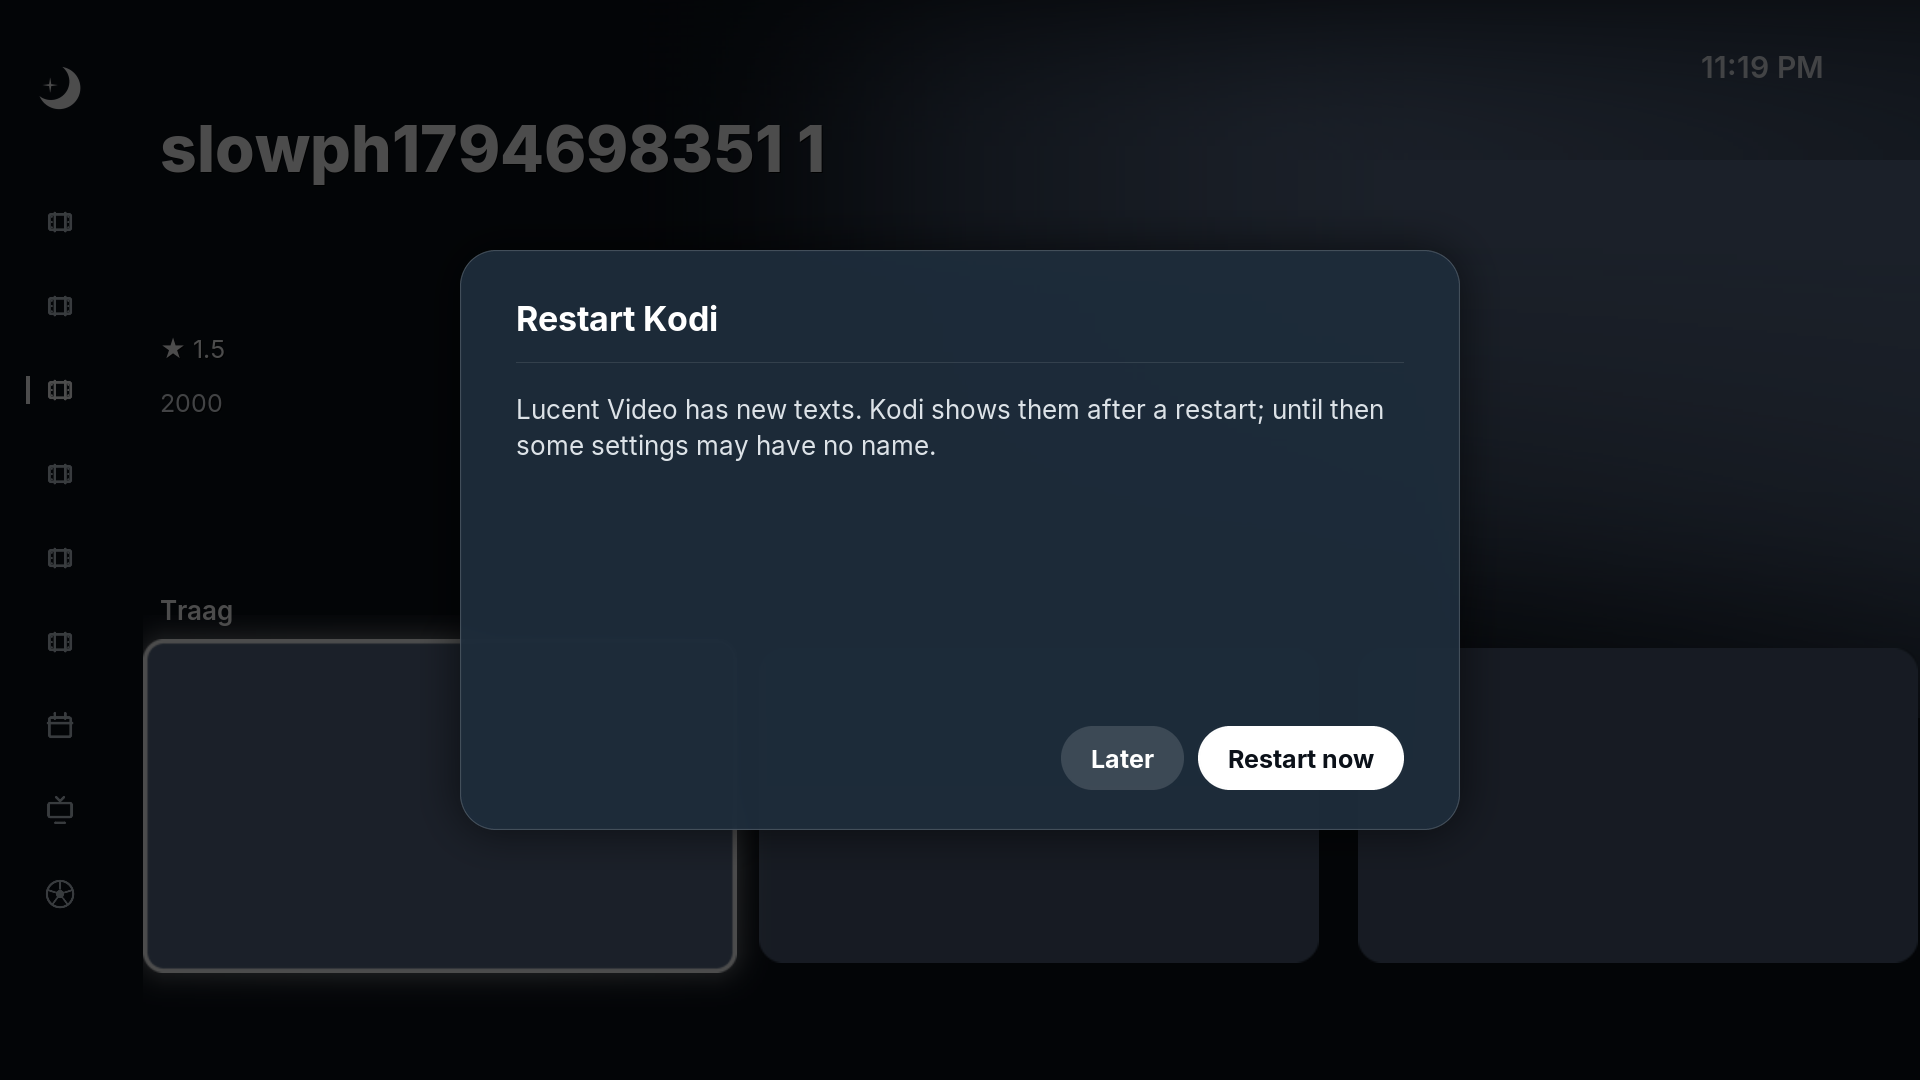 11:19 PM
slowph1794698351 1
★ 1.5
2000
Traag
Restart Kodi
Lucent Video has new texts. Kodi shows them after a restart; until then
some settings may have no name.
Later
Restart now